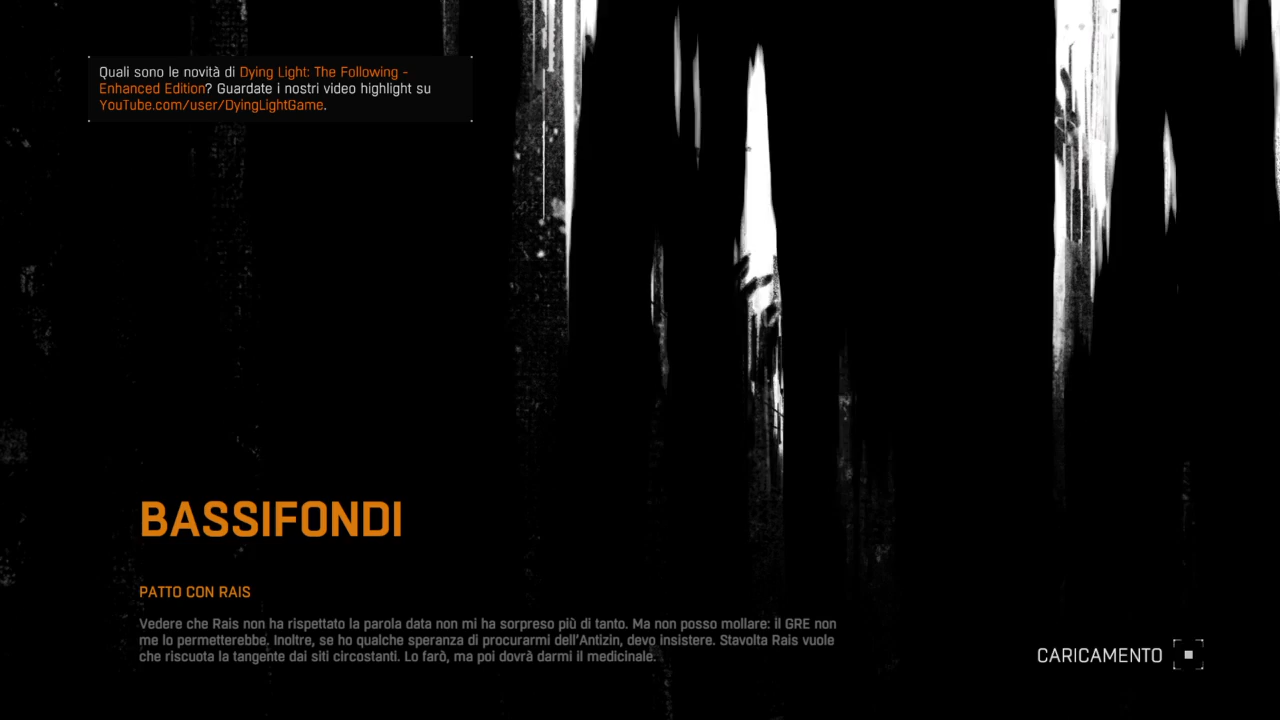 Quali sono le novità di Dying Light: The Following -
Enhanced Edition? Guardate i nostri video highlight su
YouTube.com/user/DyingLightGame.
BASSIFONDI
PATTO CON RAIS
Vedere che Rais non ha rispettato la parola data non mi ha sorpreso più di tanto. Ma non posso mollare: il GRE non
me lo permetterebbe. Inoltre, se ho qualche speranza di procurarmi dell'Antizin, devo insistere. Stavolta Rais vuole
che riscuota la tangente dai siti circostanti. Lo farò, ma poi dovrà darmi il medicinale.
CARICAMENTO